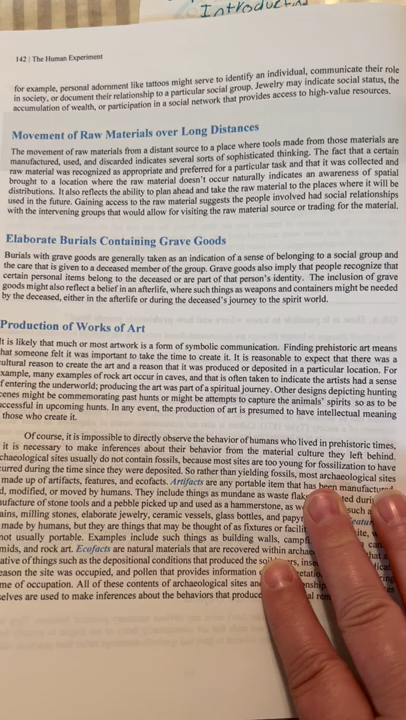 Introduct
142 | The Human Experiment
for example, personal adornment like tattoos might serve to identify an individual, communicate their role
in society, or document their relationship to a particular social group. Jewelry may indicate social status, the
accumulation of wealth, or participation in a social network that provides access to high-value resources.
Movement of Raw Materials over Long Distances
The movement of raw materials from a distant source to a place where tools made from those materials are
manufactured, used, and discarded indicates several sorts of sophisticated thinking. The fact that a certain
raw material was recognized as appropriate and preferred for a particular task and that it was collected and
brought to a location where the raw material doesn't occur naturally indicates an awareness of spatial
distributions. It also reflects the ability to plan ahead and take the raw material to the places where it will be
used in the future. Gaining access to the raw material suggests the people involved had social relationships
with the intervening groups that would allow for visiting the raw material source or trading for the material.
Elaborate Burials Containing Grave Goods
Burials with grave goods are generally taken as an indication of a sense of belonging to a social group and
the care that is given to a deceased member of the group. Grave goods also imply that people recognize that
certain personal items belong to the deceased or are part of that person's identity. The inclusion of grave
goods might also reflect a belief in an afterlife, where such things as weapons and containers might be needed
by the deceased, either in the afterlife or during the deceased's journey to the spirit world.
Production of Works of Art
It is likely that much or most artwork is a form of symbolic communication. Finding prehistoric art means
hat someone felt it was important to take the time to create it. It is reasonable to expect that there was a
ultural reason to create the art and a reason that it was produced or deposited in a particular location. For
xample, many examples of rock art occur in caves, and that is often taken to indicate the artists had a sense
f entering the underworld; producing the art was part of a spiritual journey. Other designs depicting hunting
cenes might be commemorating past hunts or might be attempts to capture the animals' spirits so as to be
uccessful in upcoming hunts. In any event, the production of art is presumed to have intellectual meaning
those who create it.
Of course, it is impossible to directly observe the behavior of humans who lived in prehistoric times,
it is necessary to make inferences about their behavior from the material culture they left behind.
chaeological sites usually do not contain fossils, because most sites are too young for fossilization to have
urred during the time since they were deposited. So rather than yielding fossils, most archaeological sites
made up of artifacts, features, and ecofacts. Artifacts are any portable item that has been manufactured,
d, modified, or moved by humans. They include things as mundane as waste flak
ufacture of stone tools and a pebble picked up and used as a hammerstone, as w such
ains, milling stones, elaborate jewelry, ceramic vessels, glass bottles, and papyr
made by humans, but they are things that may be thought of as fixtures or facilit
not usually portable. Examples include such things as building walls, campf can
mids, and rock art. Ecofacts are natural materials that are recovered within archae that
ative of things such as the depositional conditions that produced the
eason the site was occupied, and pollen that provides information
me of occupation. All of these contents of archaeological sites an
elves are used to make inferences about the behaviors that produce